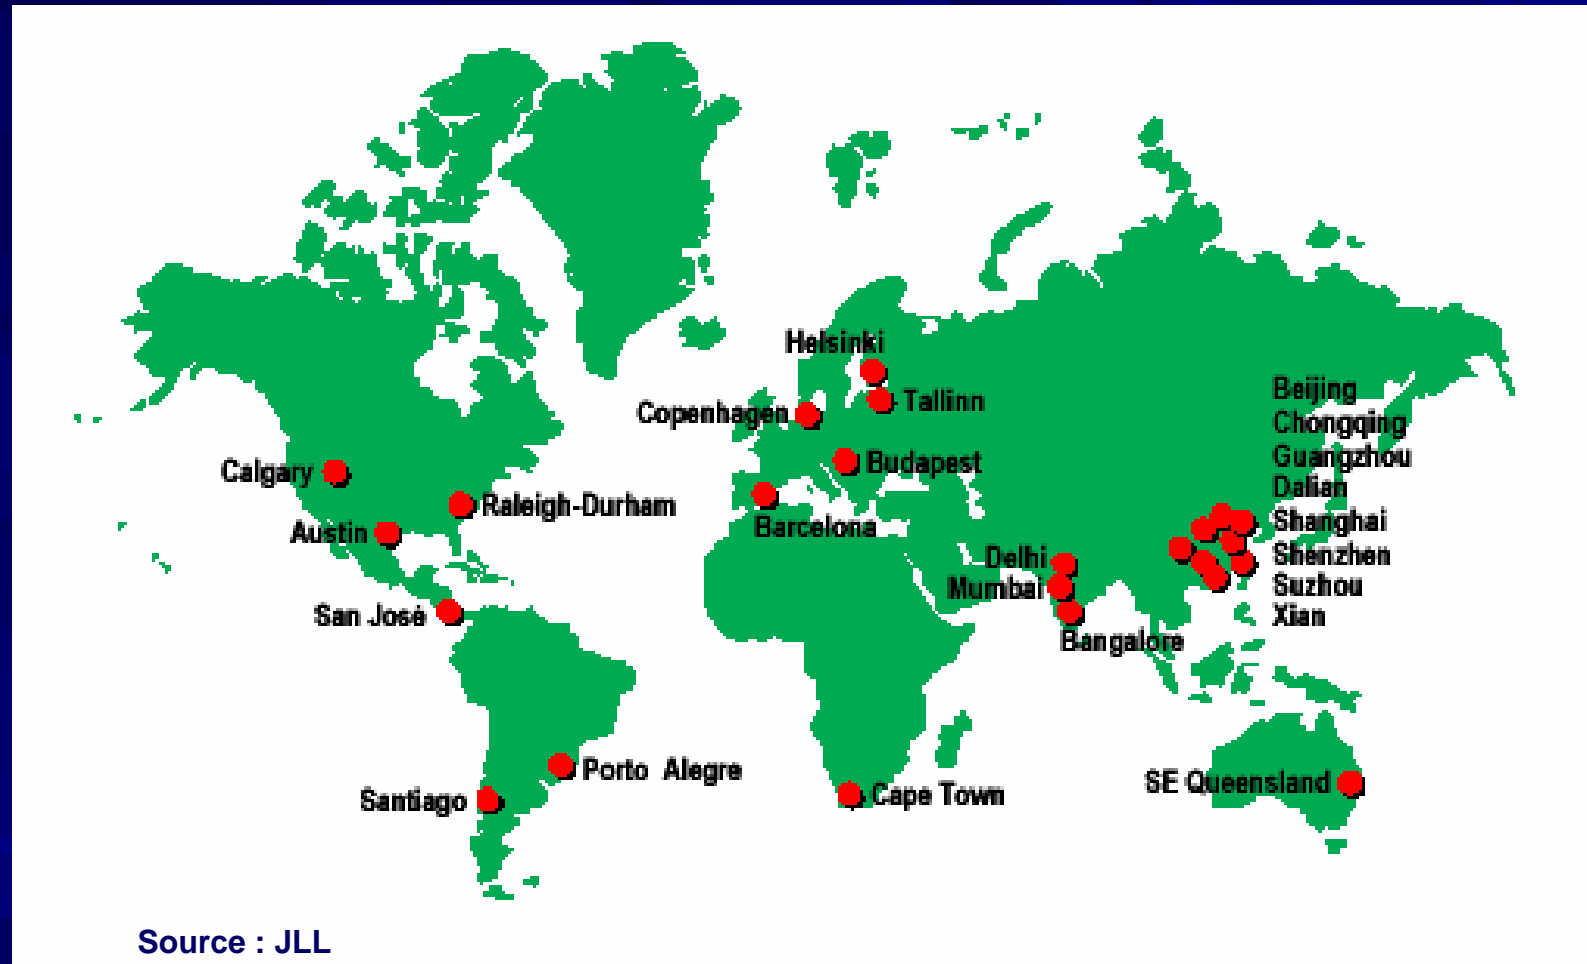 Helsinki
Tallinn
Copenhagen
Budapest
Barcelona
Calgary
Raleigh-Durham
Austin
San José
Porto Alegre
Santiago
Cape Town
Delhi
Mumbai
Bangalore
Beijing
Chongqing
Guangzhou
Dalian
Shanghai
Shenzhen
Suzhou
Xian
SE Queensland
Source : JLL